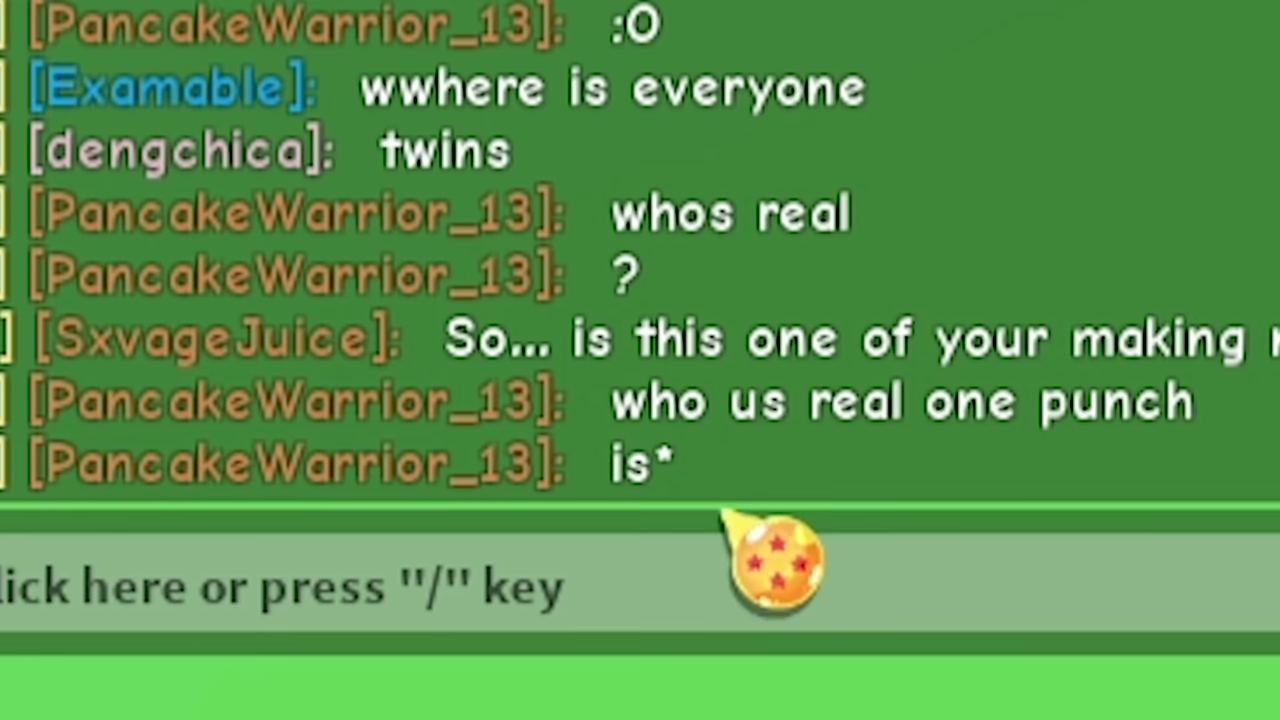 [PancakeWarrior_13]: :O
[Examable]: wwhere is everyone
[dengchica]: twins
[PancakeWarrior_13]: whos real
[PancakeWarrior_13]: ?
] [SxvageJuice]: So... is this one of your making
[PancakeWarrior_13]: who us real one punch
[PancakeWarrior_13]: is*
lick here or press "/" key